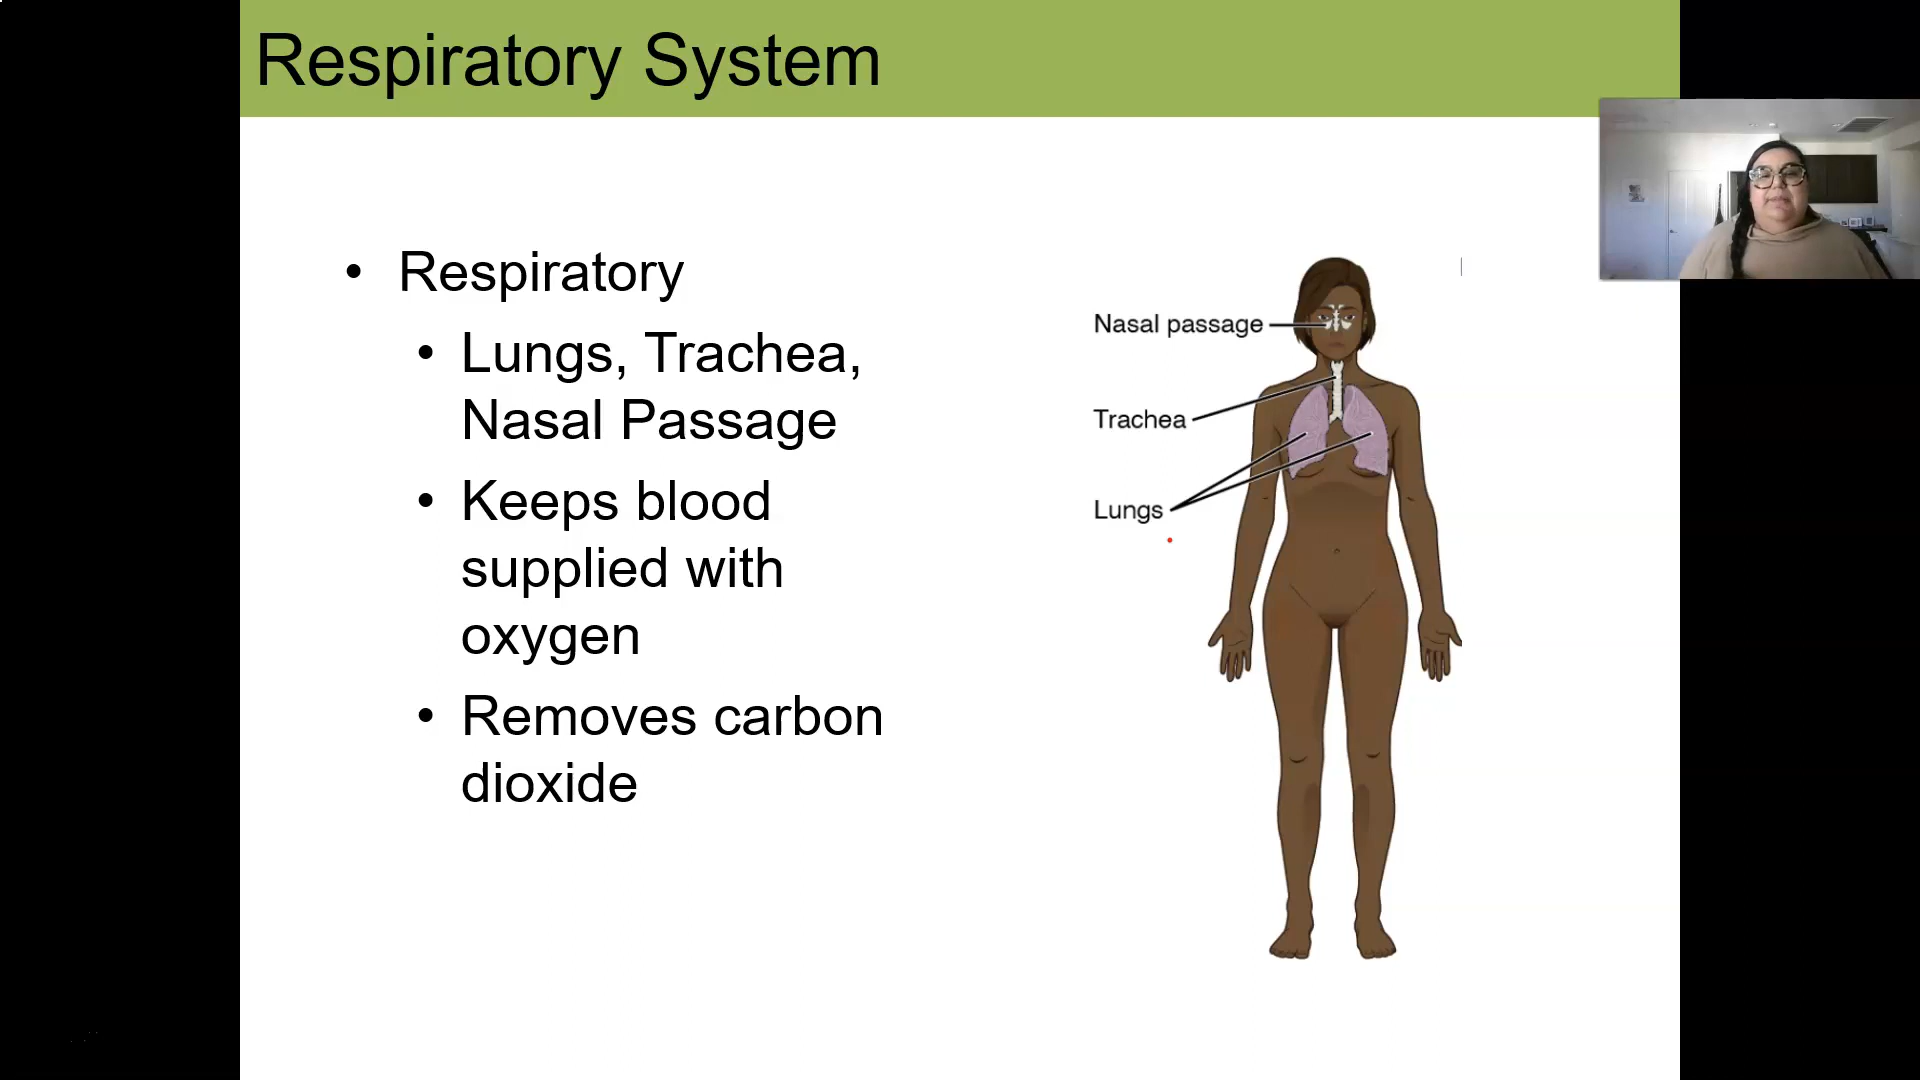 Respiratory System
• Respiratory
• Lungs, Trachea,
Nasal Passage
• Keeps blood
supplied with
oxygen
• Removes carbon
dioxide
Nasal passage
Trachea
Lungs